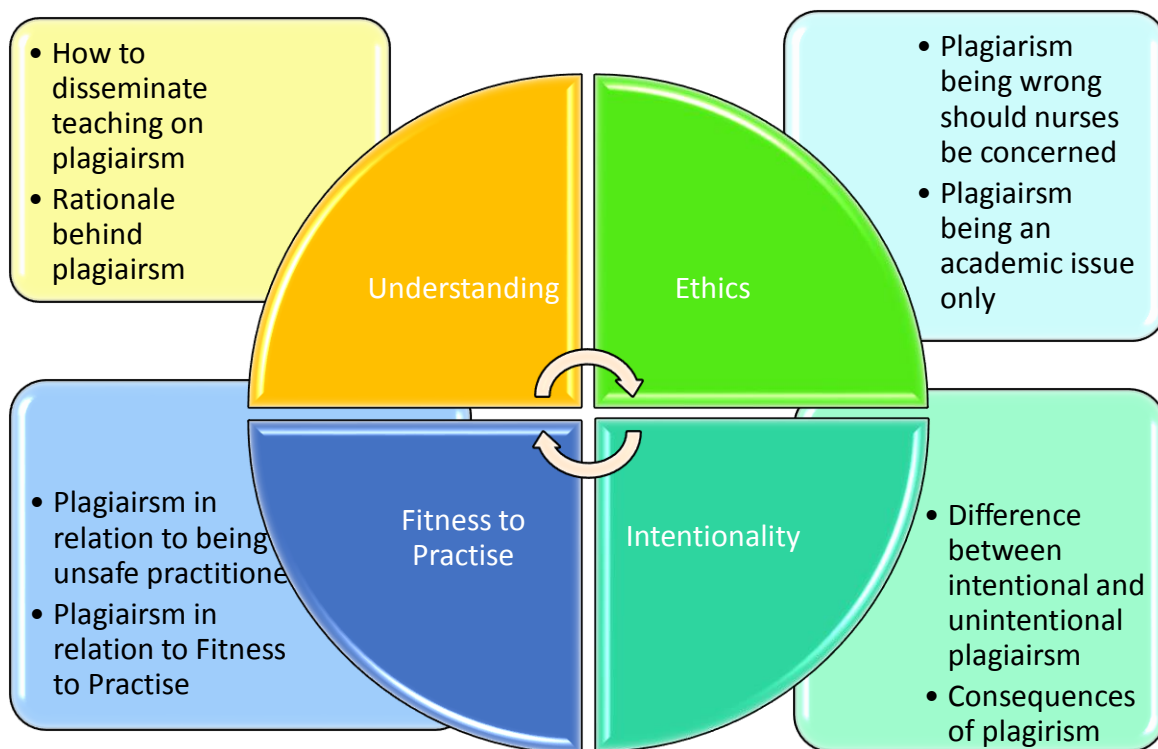 • How to
disseminate
teaching on
plagiairsm
• Rationale
behind
plagiairsm
• Plagiarism
being wrong
should nurses
be concerned
• Plagiairsm
being an
academic issue
only
Understanding
Ethics
• Plagiairsm in
relation to being
unsafe practitione
• Plagiairsm in
relation to Fitness
to Practise
Fitness to
Practise
Intentionality
• Difference
between
intentional and
unintentional
plagiairsm
• Consequences
of plagirism